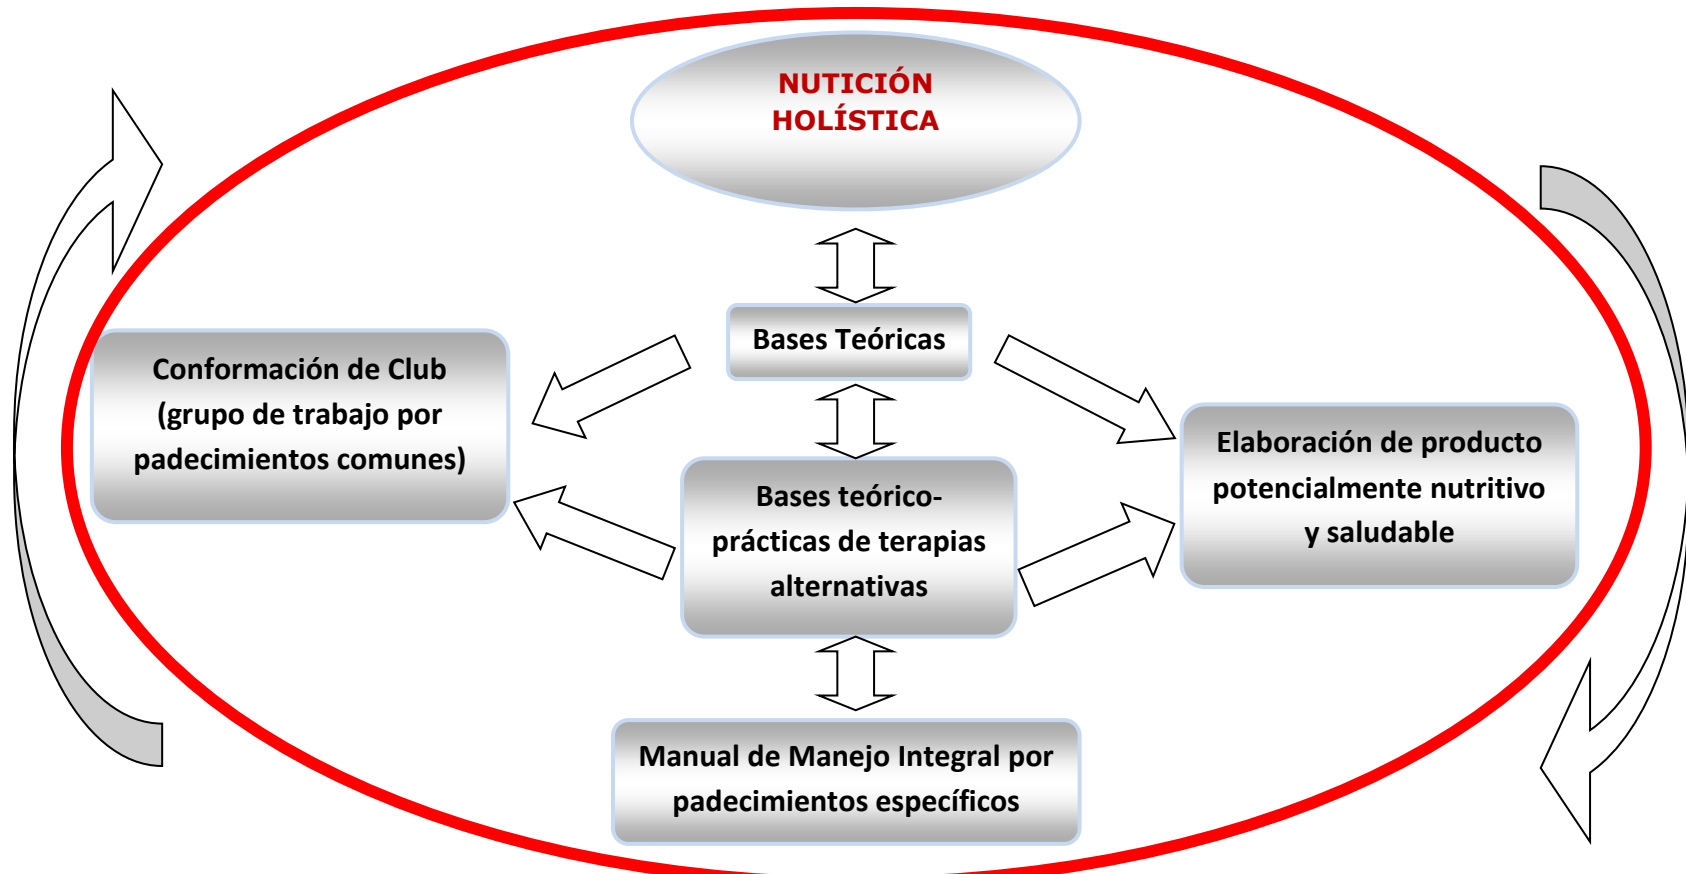 NUTICIÓN
HOLÍSTICA
Bases Teóricas
Conformación de Club
(grupo de trabajo por
padecimientos comunes)
Elaboración de producto
potencialmente nutritivo
y saludable
Bases teórico-
prácticas de terapias
alternativas
Manual de Manejo Integral por
padecimientos específicos